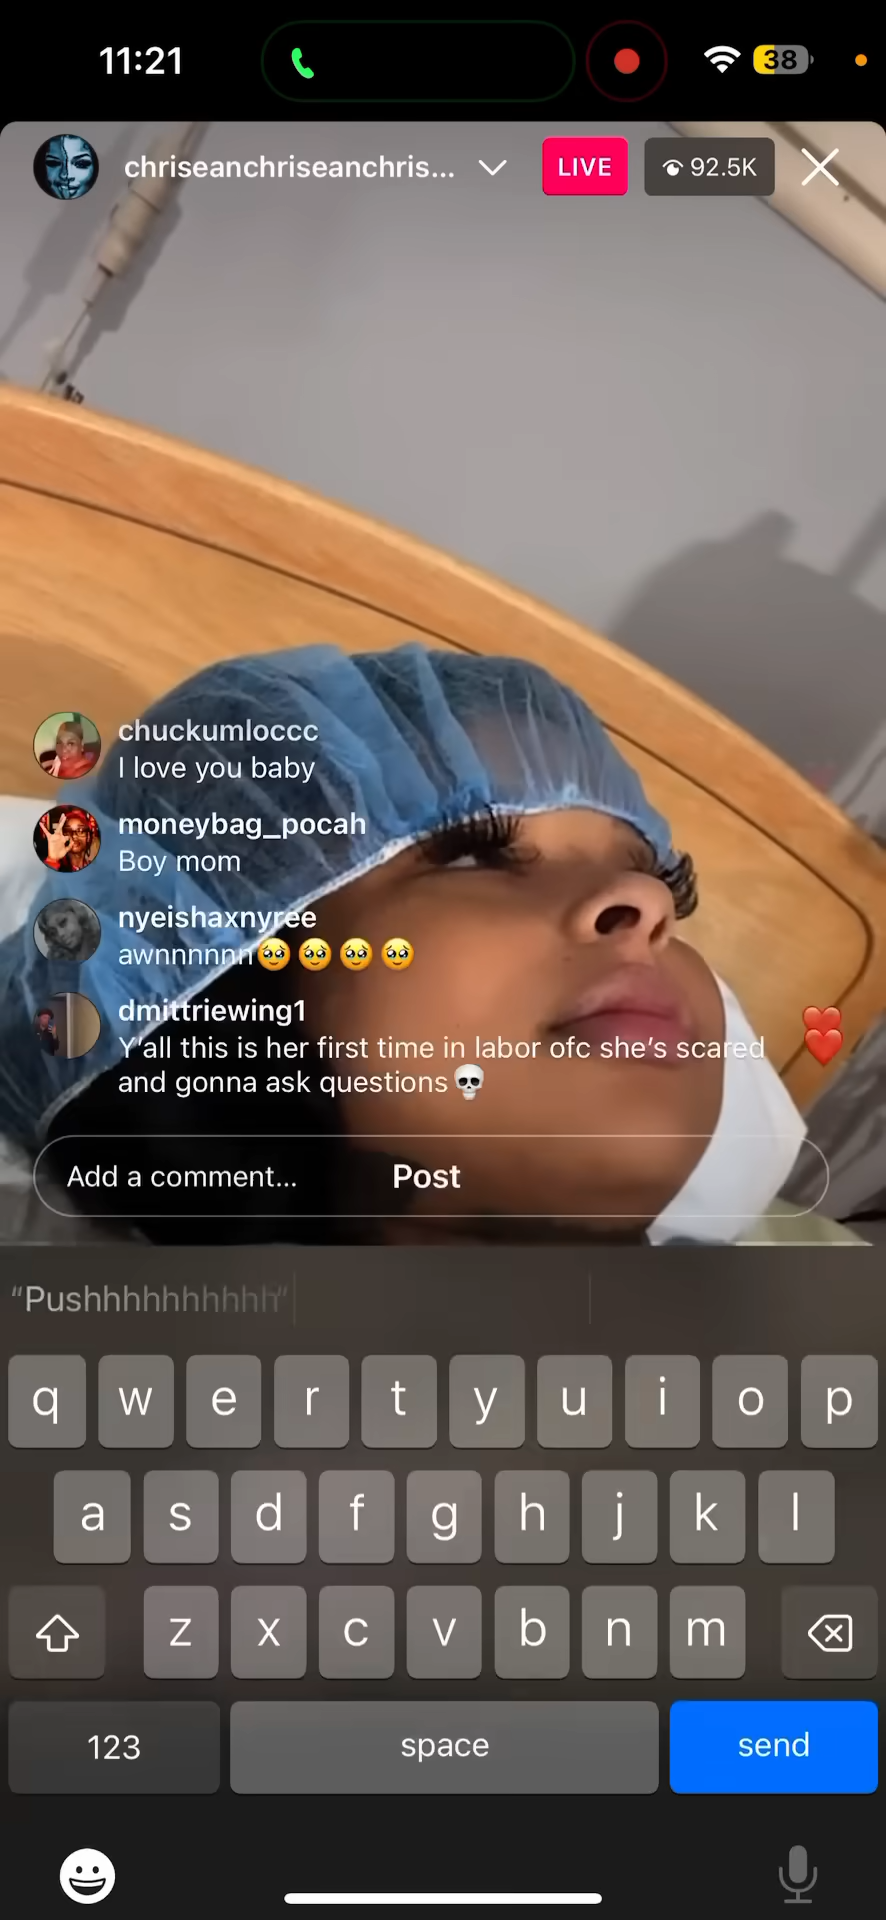 11:21
38
chriseanchriseanchris...
LIVE
92.5K
chuckumloccc
I love you baby
moneybag_pocah
Boy mom
nyeishaxnyree
awnnnnnn🥹🥹🥹🥹
dmittriewing1
Y'all this is her first time in labor ofc she's scared
and gonna ask questions💀
Add a comment...
Post
“Pushhhhhhhhhh”
q w e r t y u i o p
a s d f g h j k l
z x c v b n m
123
space
send